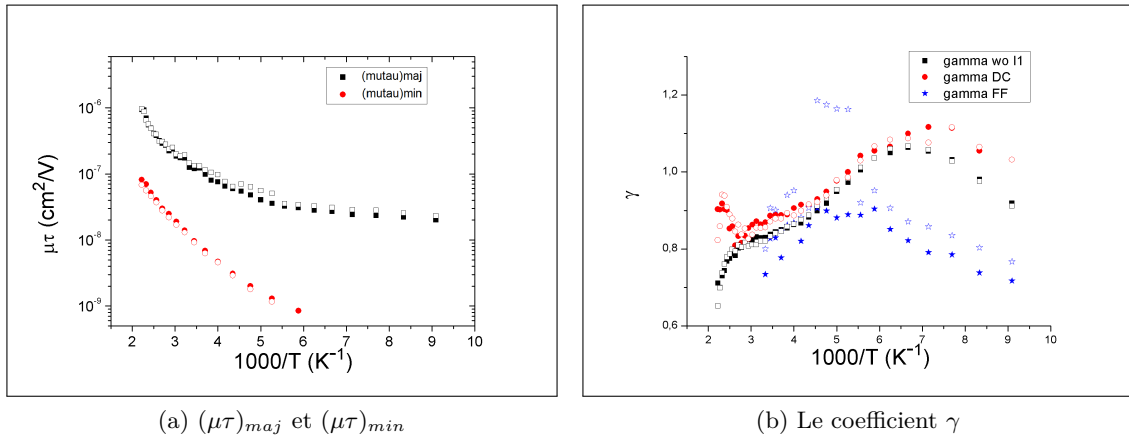 (mutau)maj
(mutau)min
10⁻⁶
10⁻⁷
10⁻⁸
10⁻⁹
μτ (cm²/V)
2 3 4 5 6 7 8 9 10
1000/T (K⁻¹)
(a) (μτ)ₘₐⱼ et (μτ)ₘᵢₙ
gamma wo I1
gamma DC
gamma FF
1,2
1,0
0,8
0,6
γ
2 3 4 5 6 7 8 9 10
1000/T (K⁻¹)
(b) Le coefficient γ